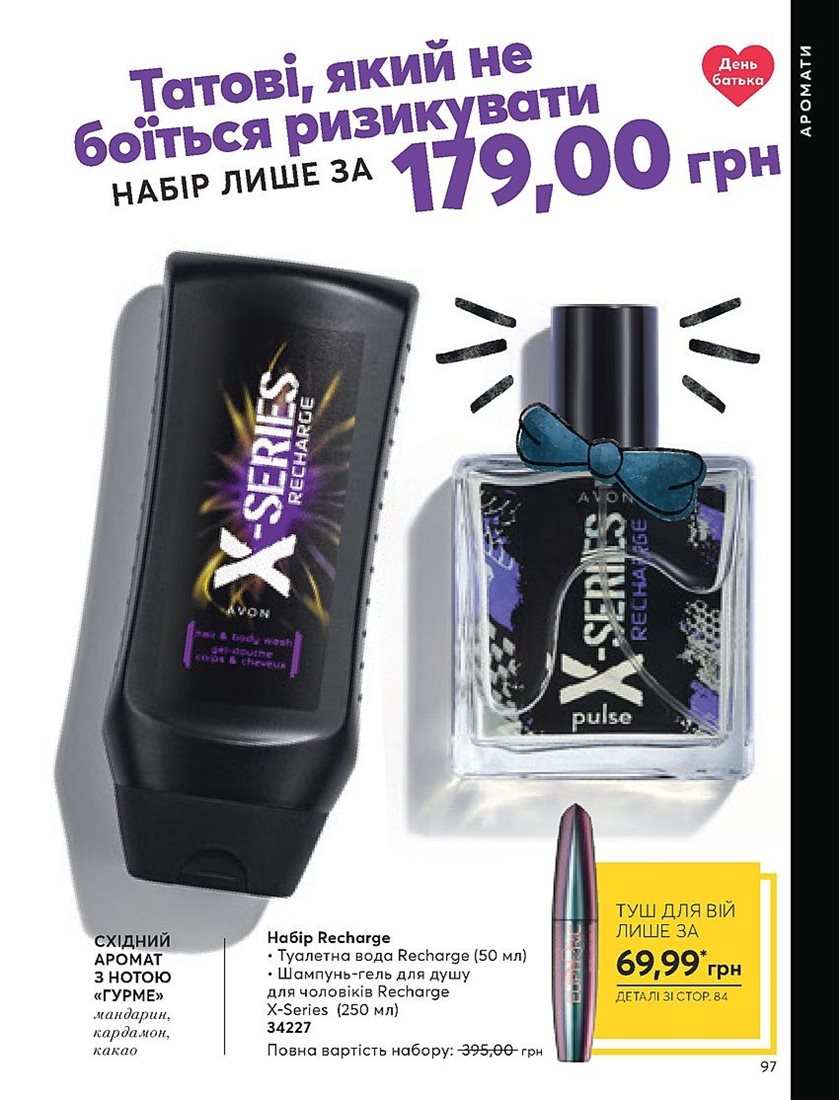 Татові, який не
боїться ризикувати
НАБІР ЛИШЕ ЗА 179,00 грн
День
батька
АРОМАТИ
X-SERIES
RECHARGE
AVON
hair & body wash
gel-douche
corps & cheveux
AVON
X-SERIES
RECHARGE
pulse
СХІДНИЙ
АРОМАТ
З НОТОЮ
«ГУРМЕ»
мандарин,
кардамон,
какао
Набір Recharge
• Туалетна вода Recharge (50 мл)
• Шампунь-гель для душу
для чоловіків Recharge
X-Series (250 мл)
34227
Повна вартість набору: 395,00 грн
ТУШ ДЛЯ ВІЙ
ЛИШЕ ЗА
69,99* грн
ДЕТАЛІ ЗІ СТОР. 84
97